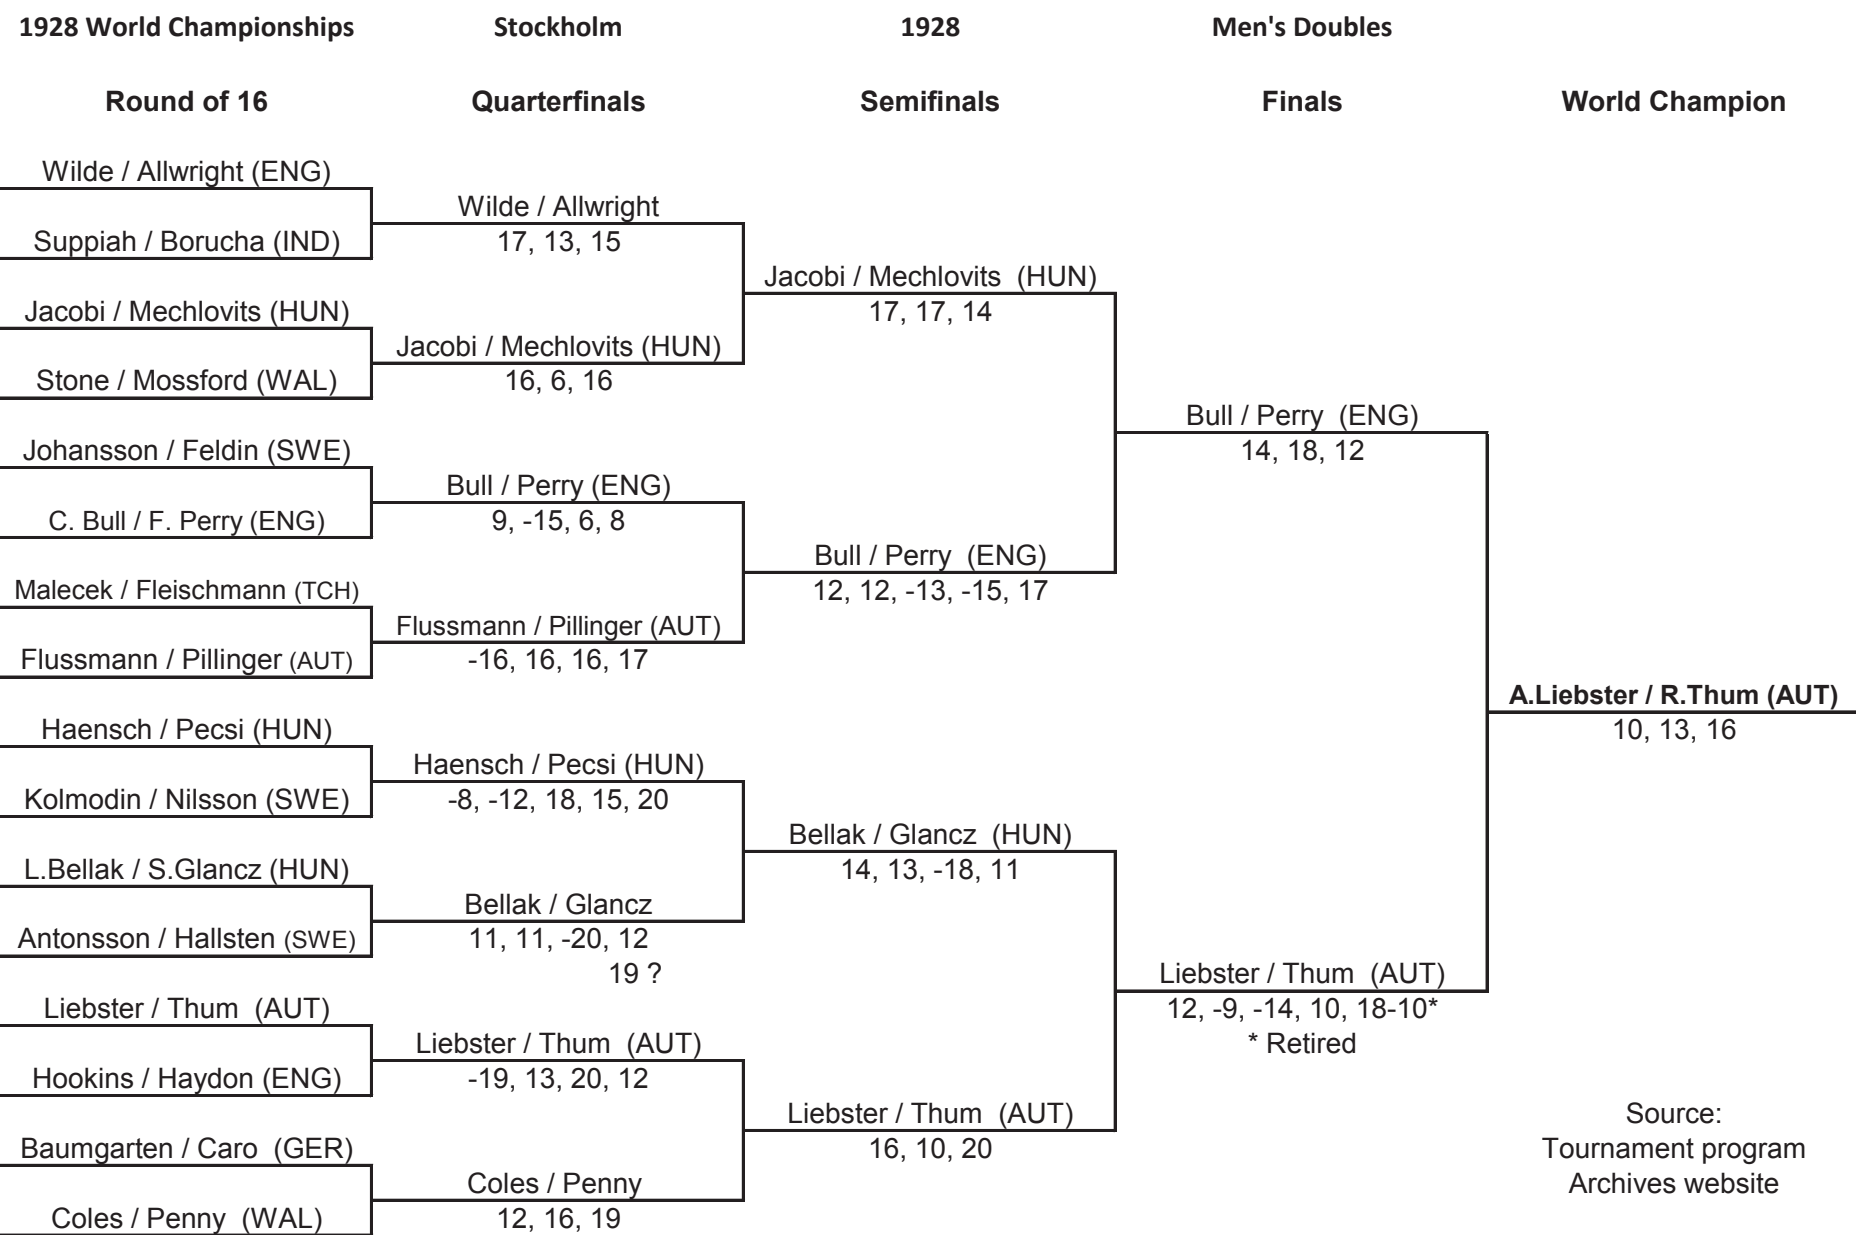 1928 World Championships Stockholm 1928 Men's Doubles
Round of 16 Quarterfinals Semifinals Finals World Champion
Wilde / Allwright (ENG)
Wilde / Allwright
Suppiah / Borucha (IND) 17, 13, 15
Jacobi / Mechlovits (HUN)
Jacobi / Mechlovits (HUN) 17, 17, 14
Jacobi / Mechlovits (HUN)
Stone / Mossford (WAL) 16, 6, 16
Bull / Perry (ENG)
Johansson / Feldin (SWE) 14, 18, 12
Bull / Perry (ENG)
C. Bull / F. Perry (ENG) 9, -15, 6, 8
Bull / Perry (ENG)
Malecek / Fleischmann (TCH) 12, 12, -13, -15, 17
Flussmann / Pillinger (AUT)
Flussmann / Pillinger (AUT) -16, 16, 16, 17
A.Liebster / R.Thum (AUT)
Haensch / Pecsi (HUN) 10, 13, 16
Haensch / Pecsi (HUN)
Kolmodin / Nilsson (SWE) -8, -12, 18, 15, 20
Bellak / Glancz (HUN)
L.Bellak / S.Glancz (HUN) 14, 13, -18, 11
Bellak / Glancz
Antonsson / Hallsten (SWE) 11, 11, -20, 12
19 ? Liebster / Thum (AUT)
Liebster / Thum (AUT) 12, -9, -14, 10, 18-10*
Liebster / Thum (AUT) * Retired
Hookins / Haydon (ENG) -19, 13, 20, 12
Liebster / Thum (AUT) Source:
Baumgarten / Caro (GER) 16, 10, 20 Tournament program
Coles / Penny Archives website
Coles / Penny (WAL) 12, 16, 19